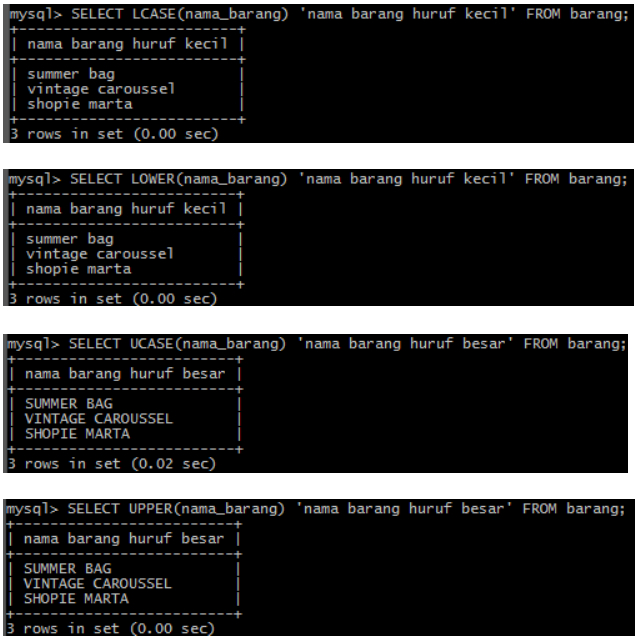 mysql> SELECT LCASE(nama_barang) 'nama barang huruf kecil' FROM barang;
+-------------------------+
| nama barang huruf kecil |
+-------------------------+
| summer bag              |
| vintage caroussel       |
| shopie marta            |
+-------------------------+
3 rows in set (0.00 sec)
mysql> SELECT LOWER(nama_barang) 'nama barang huruf kecil' FROM barang;
+-------------------------+
| nama barang huruf kecil |
+-------------------------+
| summer bag              |
| vintage caroussel       |
| shopie marta            |
+-------------------------+
3 rows in set (0.00 sec)
mysql> SELECT UCASE(nama_barang) 'nama barang huruf besar' FROM barang;
+-------------------------+
| nama barang huruf besar |
+-------------------------+
| SUMMER BAG              |
| VINTAGE CAROUSSEL       |
| SHOPIE MARTA            |
+-------------------------+
3 rows in set (0.02 sec)
mysql> SELECT UPPER(nama_barang) 'nama barang huruf besar' FROM barang;
+-------------------------+
| nama barang huruf besar |
+-------------------------+
| SUMMER BAG              |
| VINTAGE CAROUSSEL       |
| SHOPIE MARTA            |
+-------------------------+
3 rows in set (0.00 sec)